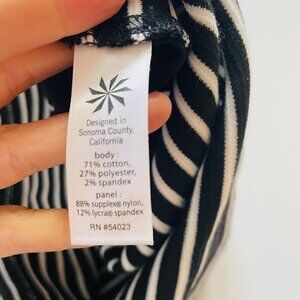 Designed in
Sonoma County,
California
body :
71% cotton,
27% polyester,
2% spandex
panel :
88% supplex® nylon,
12% lycra® spandex
RN #54023